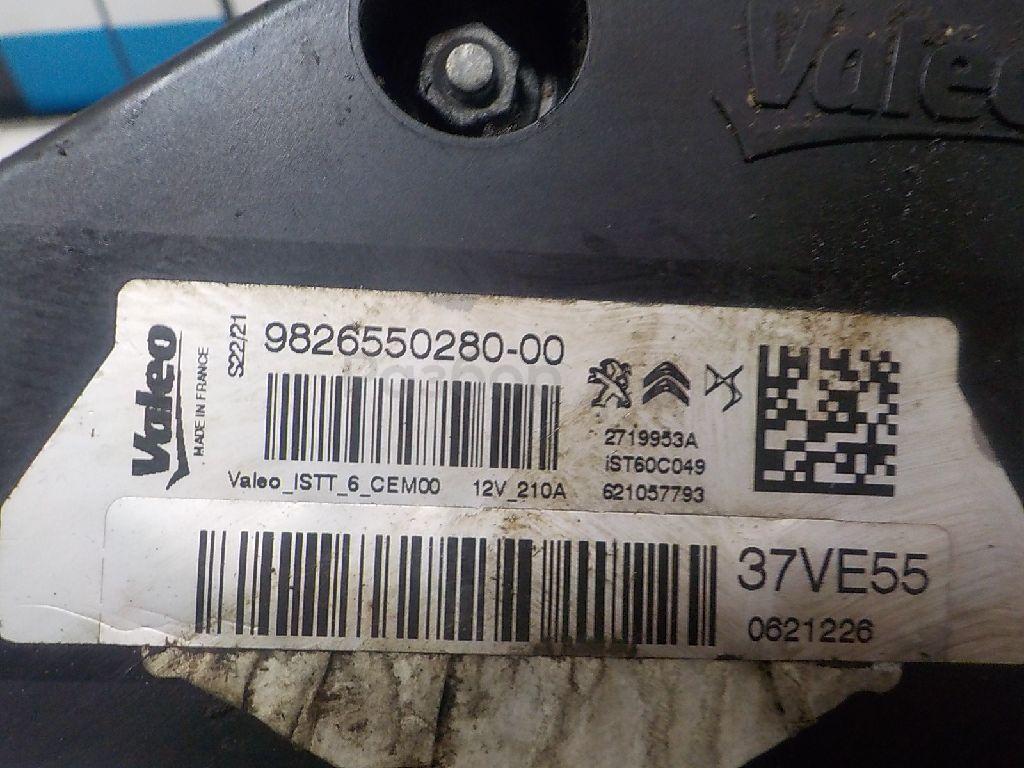 Valeo
Valeo
MADE IN FRANCE
S22/21
9826550280-00
2719953A
IST60C049
621057793
Valeo_ISTT_6_CEM00 12V_210A
37VE55
0621226